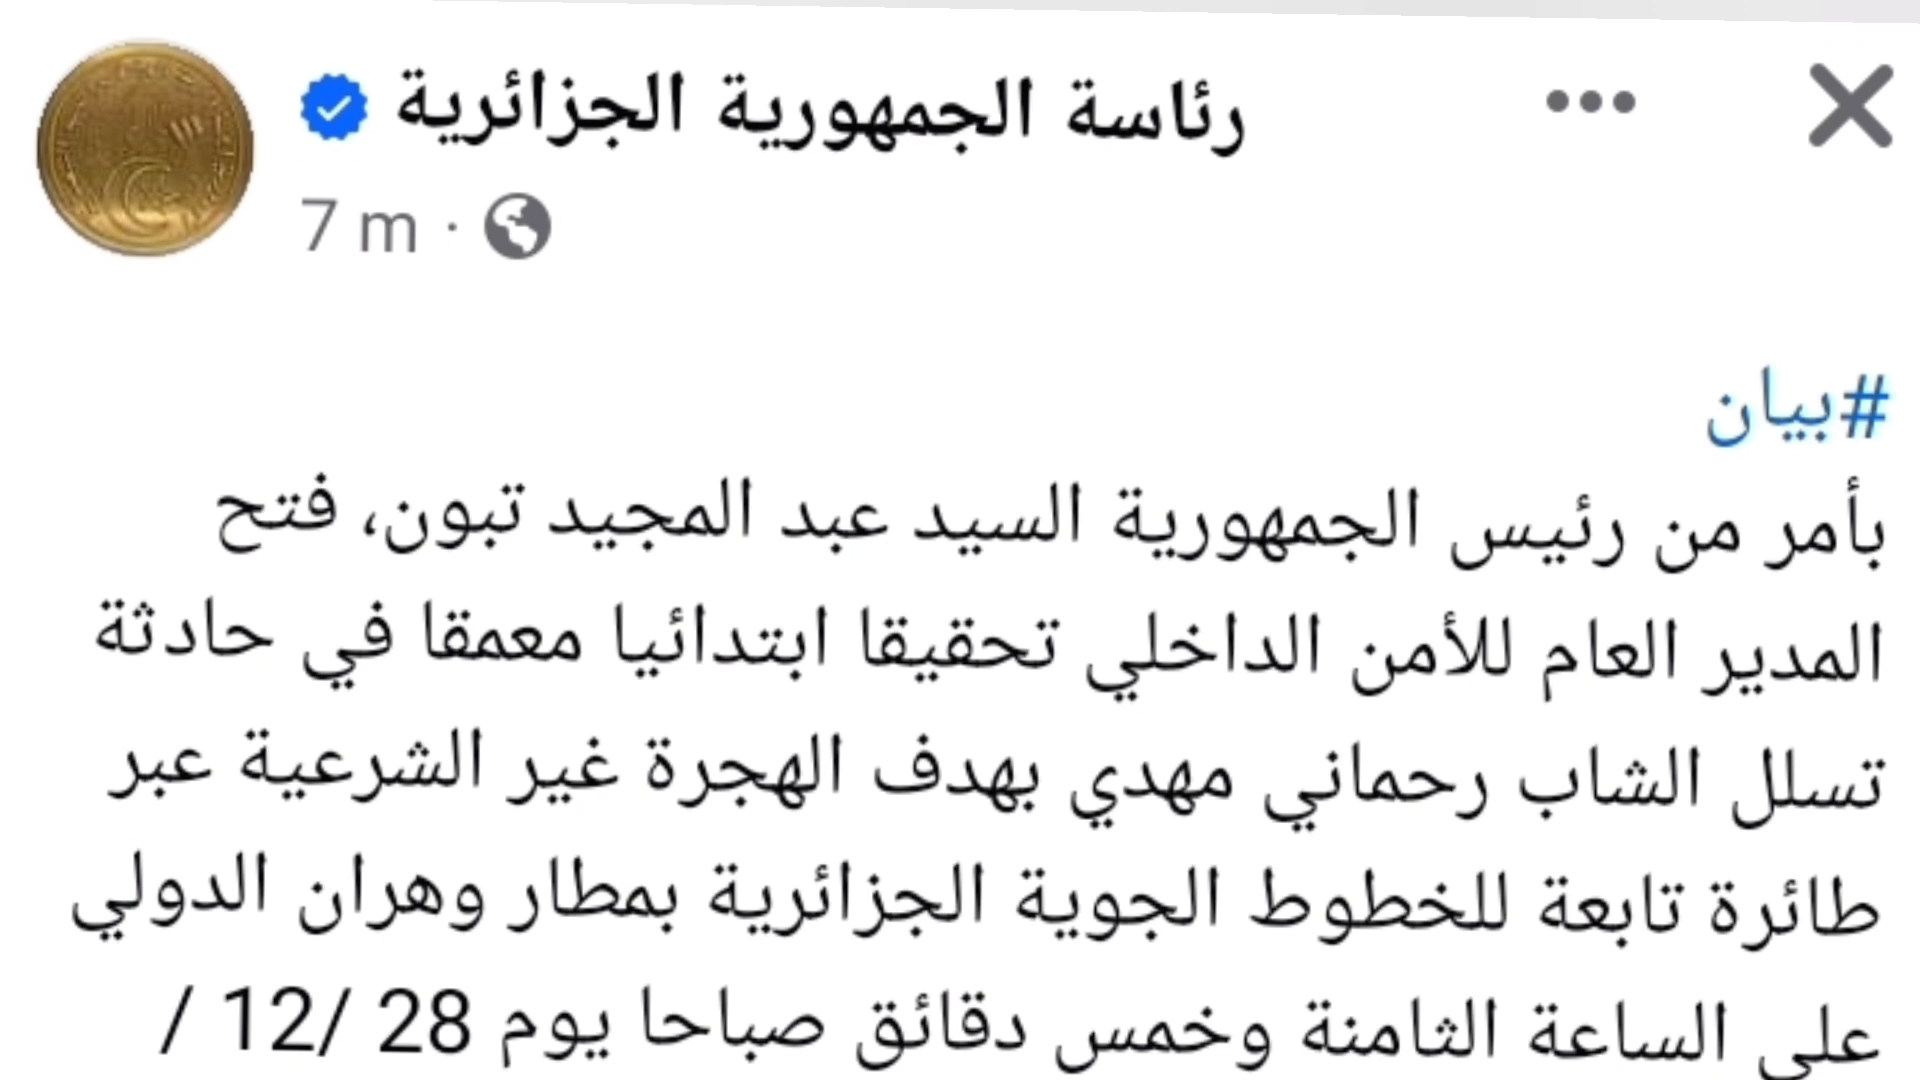 رئاسة الجمهورية الجزائرية
7 m ·
#بيان
بأمر من رئيس الجمهورية السيد عبد المجيد تبون، فتح
المدير العام للأمن الداخلي تحقيقا ابتدائيا معمقا في حادثة
تسلل الشاب رحماني مهدي بهدف الهجرة غير الشرعية عبر
طائرة تابعة للخطوط الجوية الجزائرية بمطار وهران الدولي
على الساعة الثامنة وخمس دقائق صباحا يوم 28 /12 /